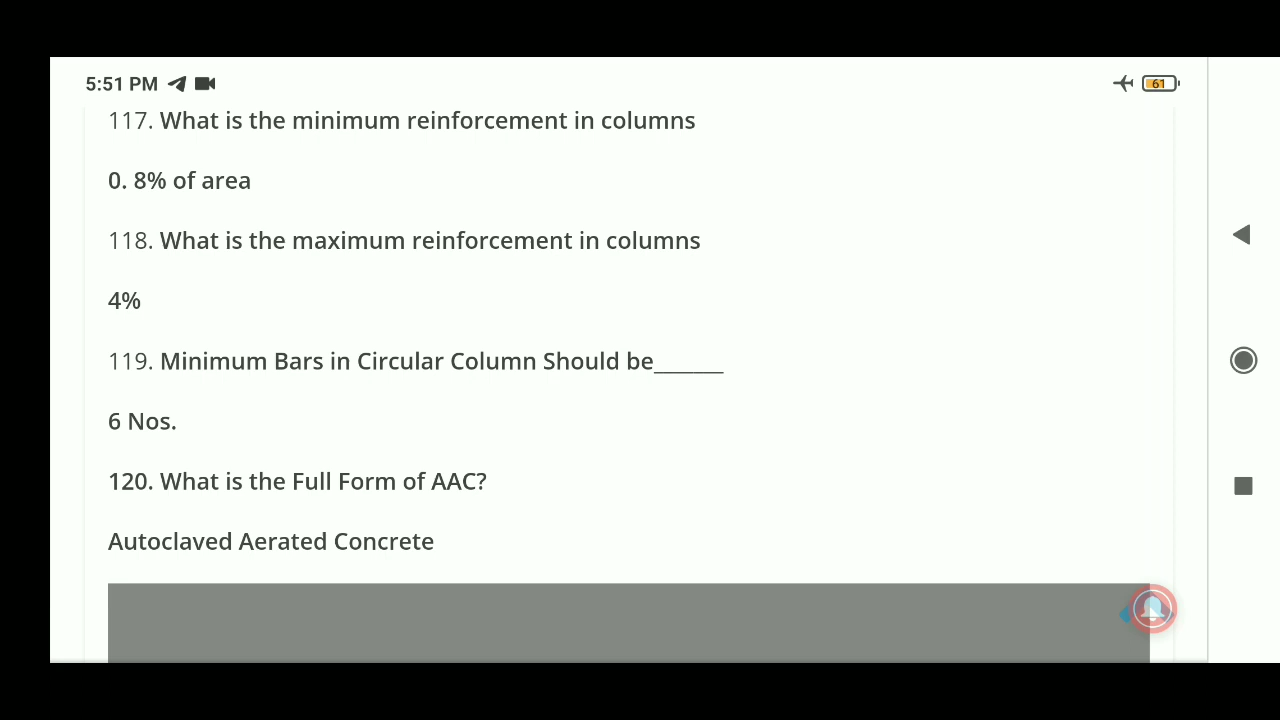 5:51 PM
61
117. What is the minimum reinforcement in columns
0. 8% of area
118. What is the maximum reinforcement in columns
4%
119. Minimum Bars in Circular Column Should be_______
6 Nos.
120. What is the Full Form of AAC?
Autoclaved Aerated Concrete